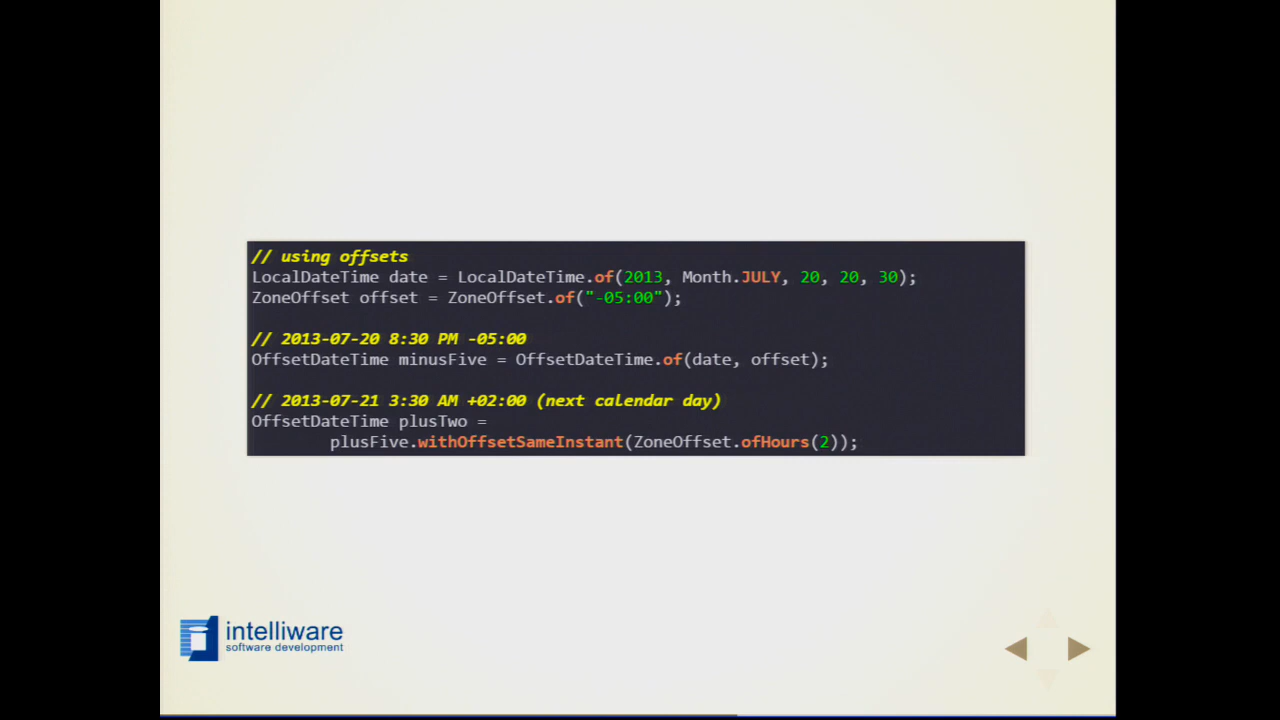 // using offsets
LocalDateTime date = LocalDateTime.of(2013, Month.JULY, 20, 20, 30);
ZoneOffset offset = ZoneOffset.of("-05:00");
// 2013-07-20 8:30 PM -05:00
OffsetDateTime minusFive = OffsetDateTime.of(date, offset);
// 2013-07-21 3:30 AM +02:00 (next calendar day)
OffsetDateTime plusTwo =
plusFive.withOffsetSameInstant(ZoneOffset.ofHours(2));
intelliware
software development